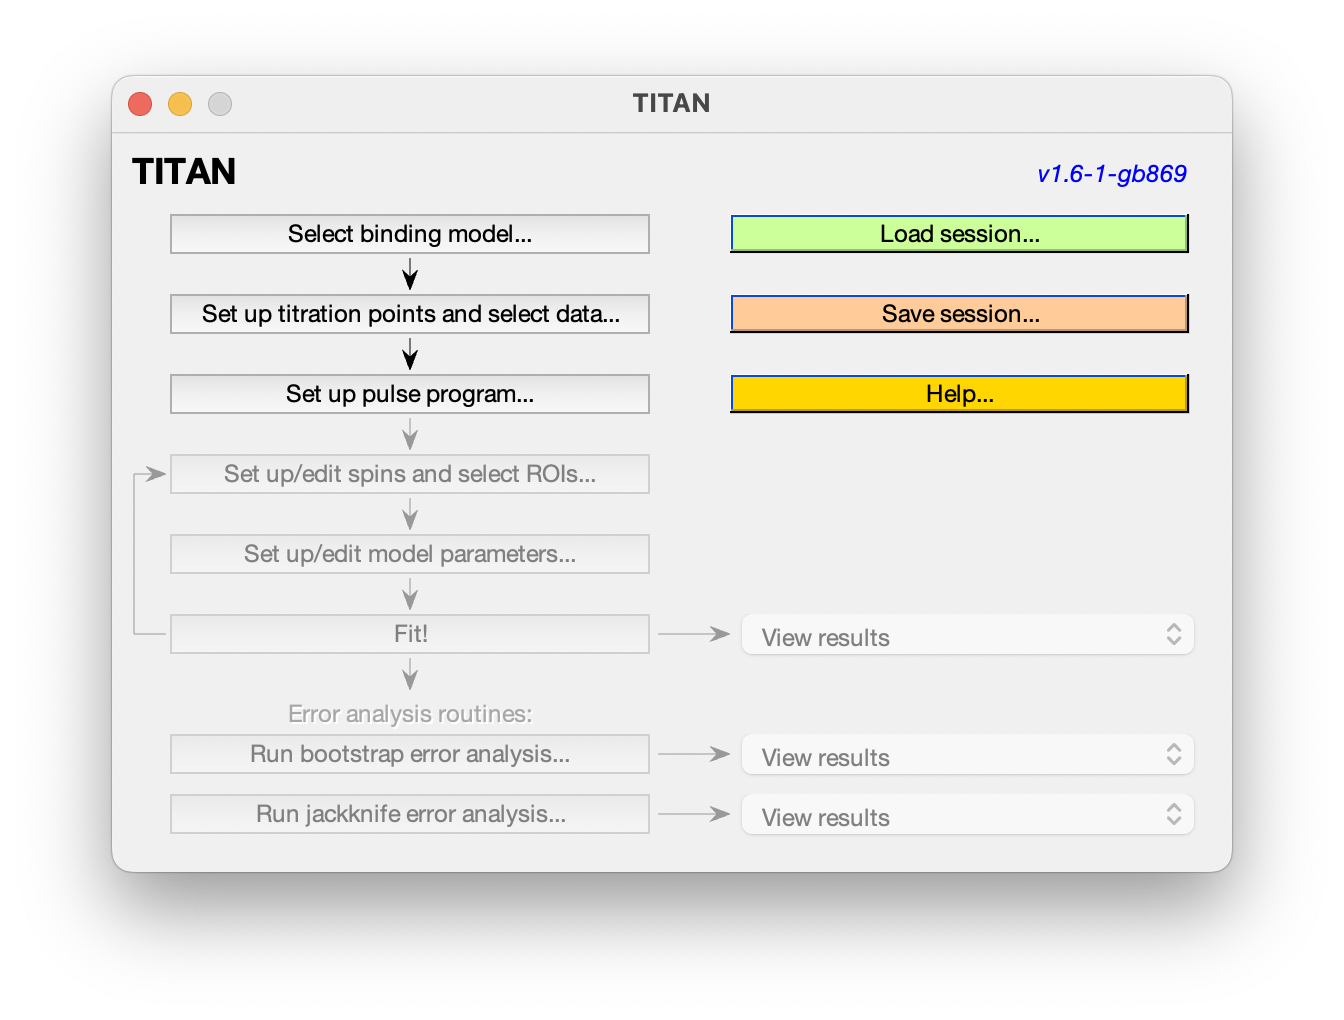 TITAN
TITAN
v1.6-1-gb869
Select binding model...
Load session...
Set up titration points and select data...
Save session...
Set up pulse program...
Help...
Set up/edit spins and select ROIs...
Set up/edit model parameters...
Fit!
View results
Error analysis routines:
Run bootstrap error analysis...
View results
Run jackknife error analysis...
View results